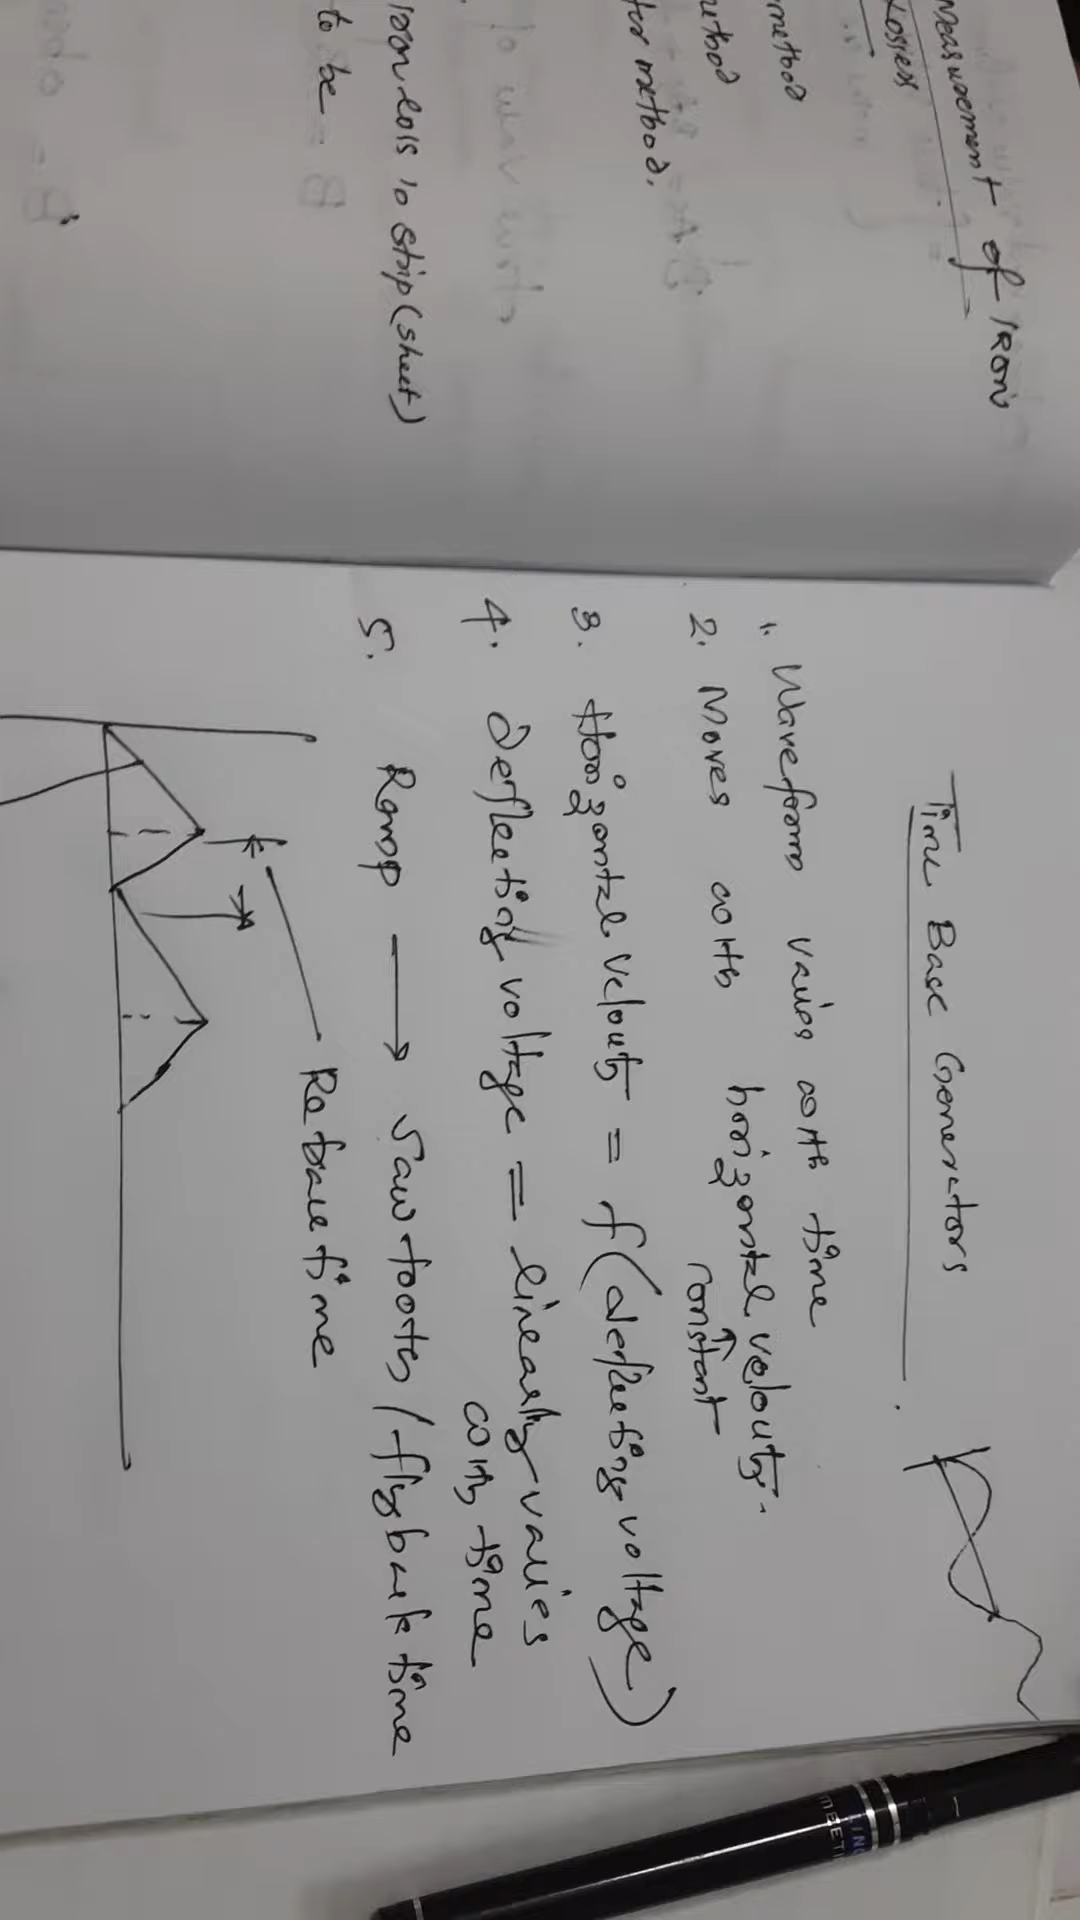 Measurement of IRON
Losses
method
method
tor method.
iron loss in strip (sheet)
to be
Time Base Generators
1. Waveform varies with time
2. Moves with horizontal velocity.
constant
3. Horizontal velocity = f(deflecting voltage)
4. Deflecting voltage = linearly varies
with time
5. Ramp → Sawtooth / flyback time
Retrace time